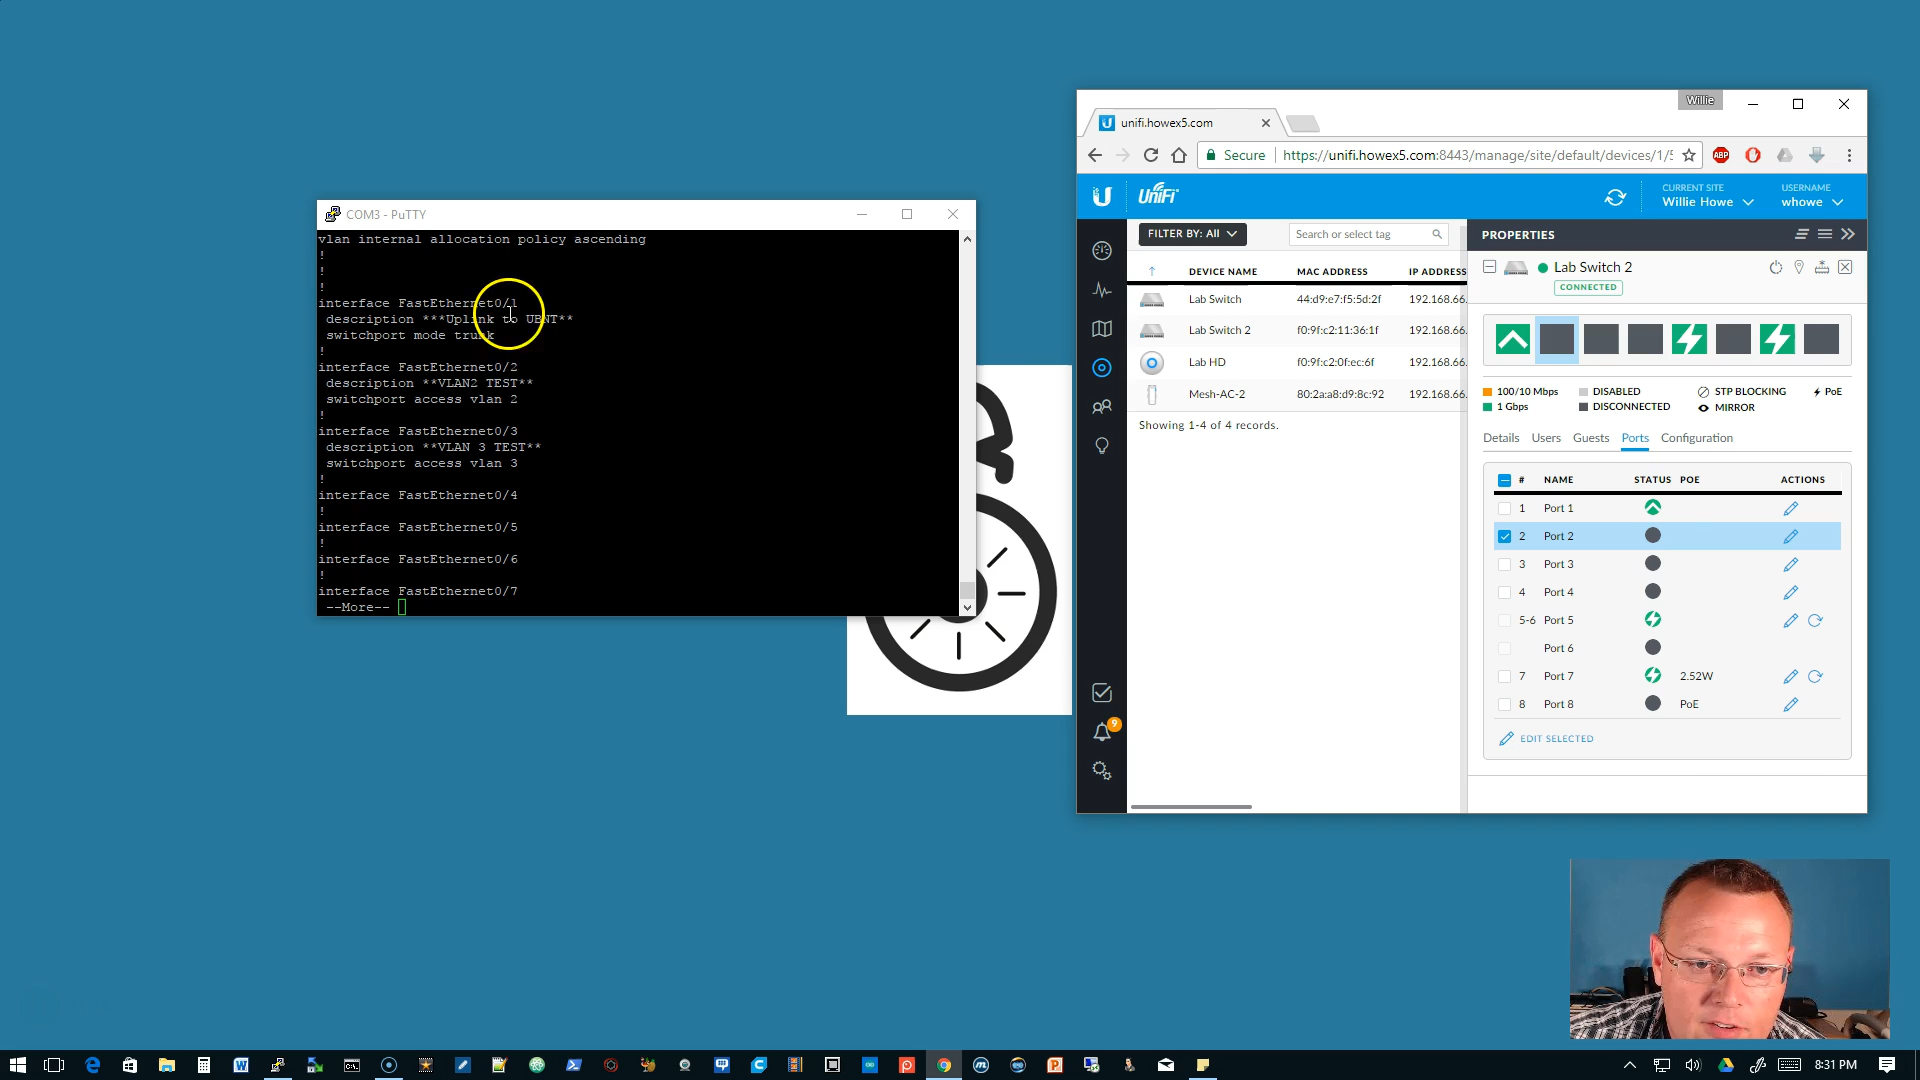 COM3 - PuTTY
vlan internal allocation policy ascending
!
!
!
interface FastEthernet0/1
description ***Uplink to UBNT**
switchport mode trunk
!
interface FastEthernet0/2
description **VLAN2 TEST**
switchport access vlan 2
!
interface FastEthernet0/3
description **VLAN 3 TEST**
switchport access vlan 3
!
interface FastEthernet0/4
!
interface FastEthernet0/5
!
interface FastEthernet0/6
!
interface FastEthernet0/7
--More--
Willie
unifi.howex5.com
Secure https://unifi.howex5.com:8443/manage/site/default/devices/1/5
ABP
UniFi
CURRENT SITE
Willie Howe
USERNAME
whowe
FILTER BY: All
Search or select tag
DEVICE NAME MAC ADDRESS IP ADDRESS
Lab Switch 44:d9:e7:f5:5d:2f 192.168.66.
Lab Switch 2 f0:9f:c2:11:36:1f 192.168.66.
Lab HD f0:9f:c2:0f:ec:6f 192.168.66.
Mesh-AC-2 80:2a:a8:d9:8c:92 192.168.66.
Showing 1-4 of 4 records.
9
PROPERTIES
Lab Switch 2
CONNECTED
100/10 Mbps DISABLED STP BLOCKING PoE
1 Gbps DISCONNECTED MIRROR
Details Users Guests Ports Configuration
# NAME STATUS POE ACTIONS
1 Port 1
2 Port 2
3 Port 3
4 Port 4
5-6 Port 5
Port 6
7 Port 7 2.52W
8 Port 8 PoE
EDIT SELECTED
8:31 PM